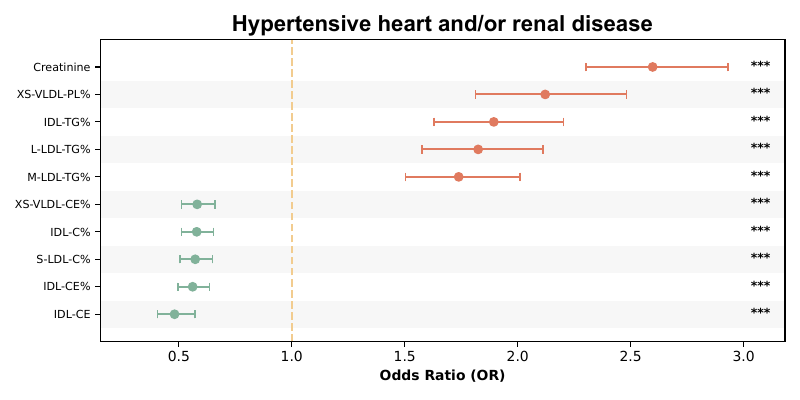 Hypertensive heart and/or renal disease
Creatinine ***
XS-VLDL-PL% ***
IDL-TG% ***
L-LDL-TG% ***
M-LDL-TG% ***
XS-VLDL-CE% ***
IDL-C% ***
S-LDL-C% ***
IDL-CE% ***
IDL-CE ***
0.5 1.0 1.5 2.0 2.5 3.0
Odds Ratio (OR)